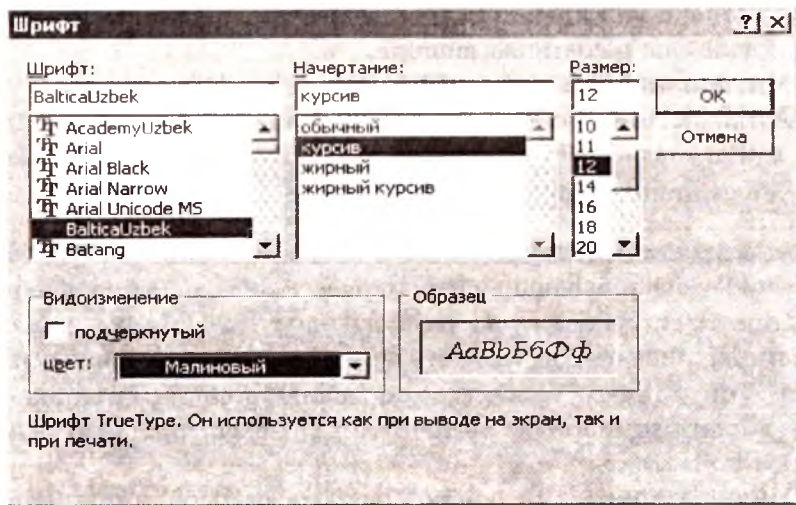 Шрифт
Шрифт:
Начертание:
Размер:
BalticaUzbek
курсив
12
OK
Отмена
AcademyUzbek
Arial
Arial Black
Arial Narrow
Arial Unicode MS
BalticaUzbek
Batang
обычный
курсив
жирный
жирный курсив
10
11
12
14
16
18
20
Видоизменение
подчеркнутый
цвет:
Малиновый
Образец
АаBbБбФф
Шрифт TrueType. Он используется как при выводе на экран, так и
при печати.